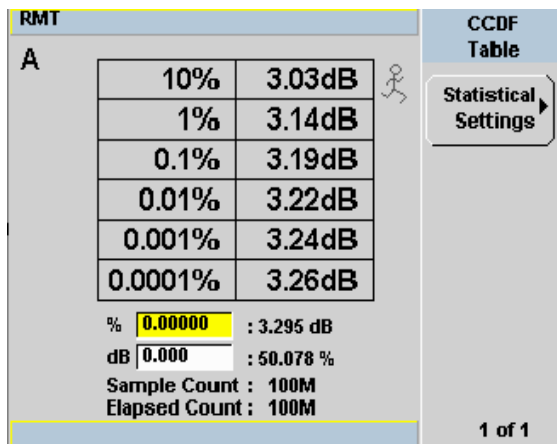 RMT
CCDF
Table
A
10% 3.03dB
1% 3.14dB
0.1% 3.19dB
0.01% 3.22dB
0.001% 3.24dB
0.0001% 3.26dB
Statistical
Settings
% 0.00000 : 3.295 dB
dB 0.000 : 50.078 %
Sample Count : 100M
Elapsed Count : 100M
1 of 1